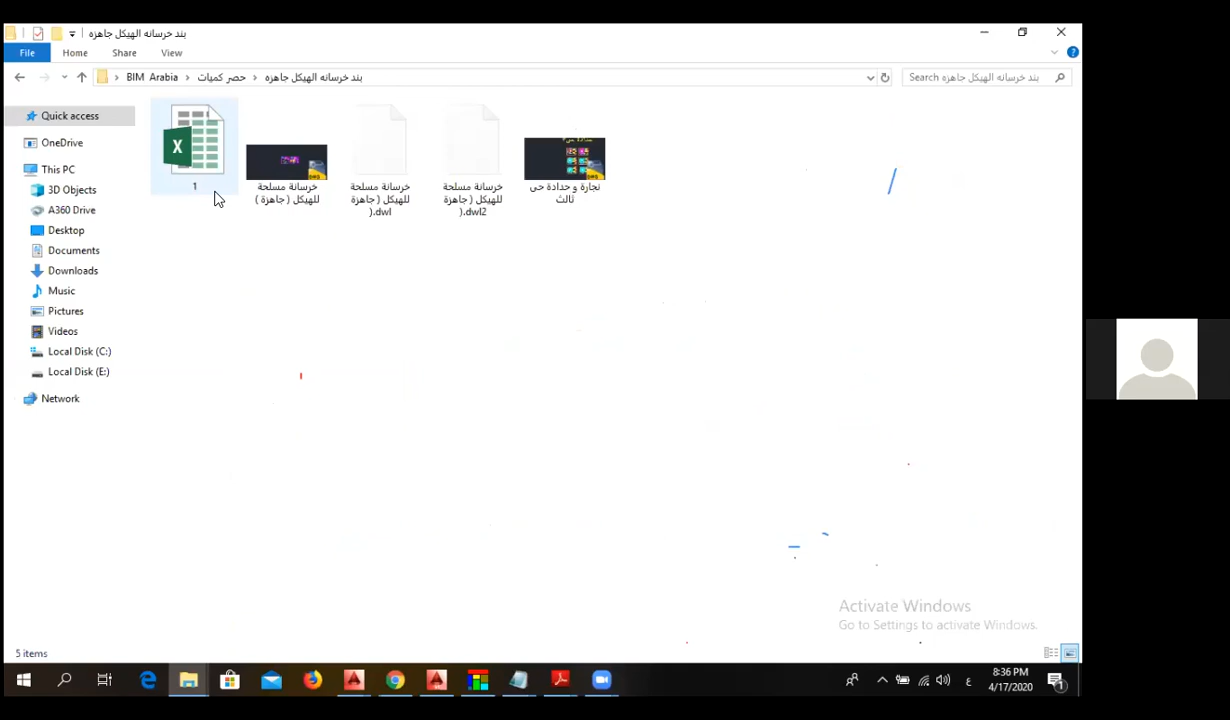 بند خرسانه الهيكل جاهزه
File
Home
Share
View
BIM Arabia › حصر كميات › بند خرسانه الهيكل جاهزه
Search بند خرسانه الهيكل جاهزه
Quick access
OneDrive
This PC
3D Objects
A360 Drive
Desktop
Documents
Downloads
Music
Pictures
Videos
Local Disk (C:)
Local Disk (E:)
Network
1
خرسانة مسلحة
للهيكل ( جاهزة )
خرسانة مسلحة
للهيكل ( جاهزة
).dwl
خرسانة مسلحة
للهيكل ( جاهزة
).dwl2
نجارة و حدادة حى
ثالث
Activate Windows
Go to Settings to activate Windows.
5 items
ع
8:36 PM
4/17/2020
1